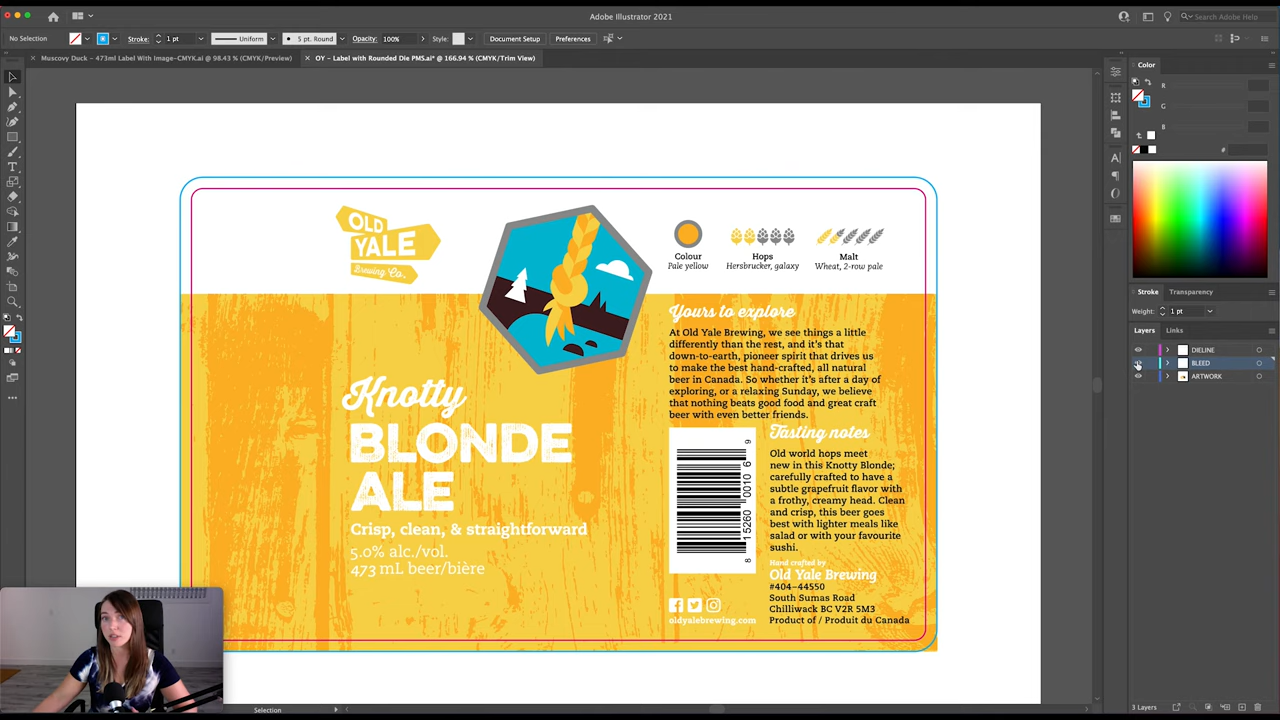 Adobe Illustrator 2021
Search Adobe Help
No Selection
Stroke:
1 pt
Uniform
5 pt. Round
Opacity:
100%
Style:
Document Setup
Preferences
× Muscovy Duck - 473ml Label With Image-CMYK.ai @ 98.43 % (CMYK/Preview)
× OY - Label with Rounded Die PMS.ai* @ 166.94 % (CMYK/Trim View)
Color
R
G
B
#
Stroke
Transparency
Weight:
1 pt
Layers
Links
DIELINE
BLEED
ARTWORK
3 Layers
OLD
YALE
Brewing Co.
Colour
Pale yellow
Hops
Hersbrucker, galaxy
Malt
Wheat, 2-row pale
Knotty
BLONDE
ALE
Crisp, clean, & straightforward
5.0% alc./vol.
473 mL beer/bière
Yours to explore
At Old Yale Brewing, we see things a little
differently than the rest, and it's that
down-to-earth, pioneer spirit that drives us
to make the best hand-crafted, all natural
beer in Canada. So whether it's after a day of
exploring, or a relaxing Sunday, we believe
that nothing beats good food and great craft
beer with even better friends.
8 15260 0010 6 9
Tasting notes
Old world hops meet
new in this Knotty Blonde;
carefully crafted to have a
subtle grapefruit flavor with
a frothy, creamy head. Clean
and crisp, this beer goes
best with lighter meals like
salad or with your favourite
sushi.
Hand crafted by
Old Yale Brewing
#404–44550
South Sumas Road
Chilliwack BC V2R 5M3
Product of / Produit du Canada
oldyalebrewing.com
Selection